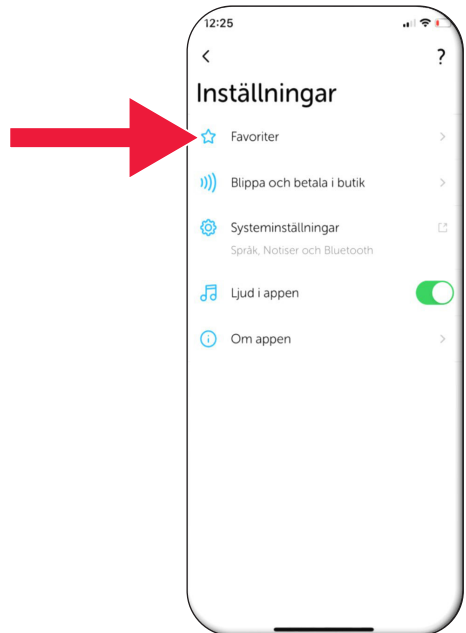 12:25
?
Inställningar
Favoriter
Blippa och betala i butik
Systeminställningar
Språk, Notiser och Bluetooth
Ljud i appen
Om appen